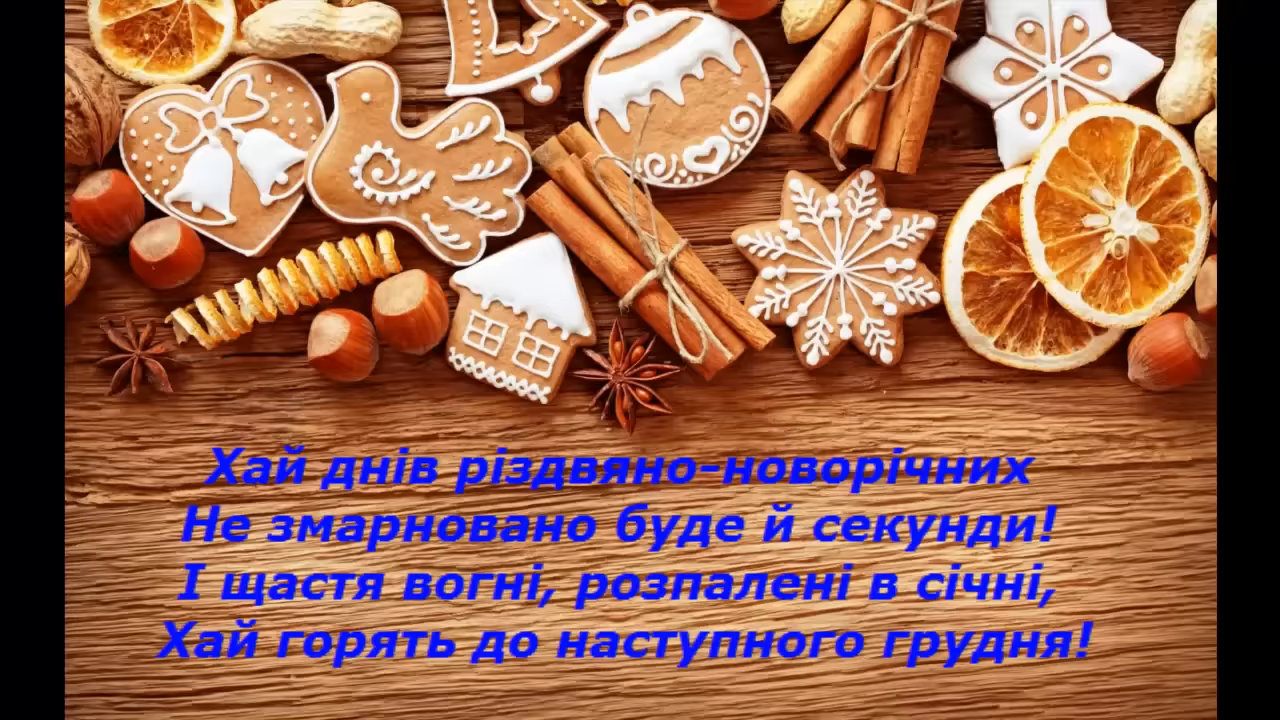 Хай днів різдвяно-новорічних
Не змарновано буде й секунди!
І щастя вогні, розпалені в січні,
Хай горять до наступного грудня!